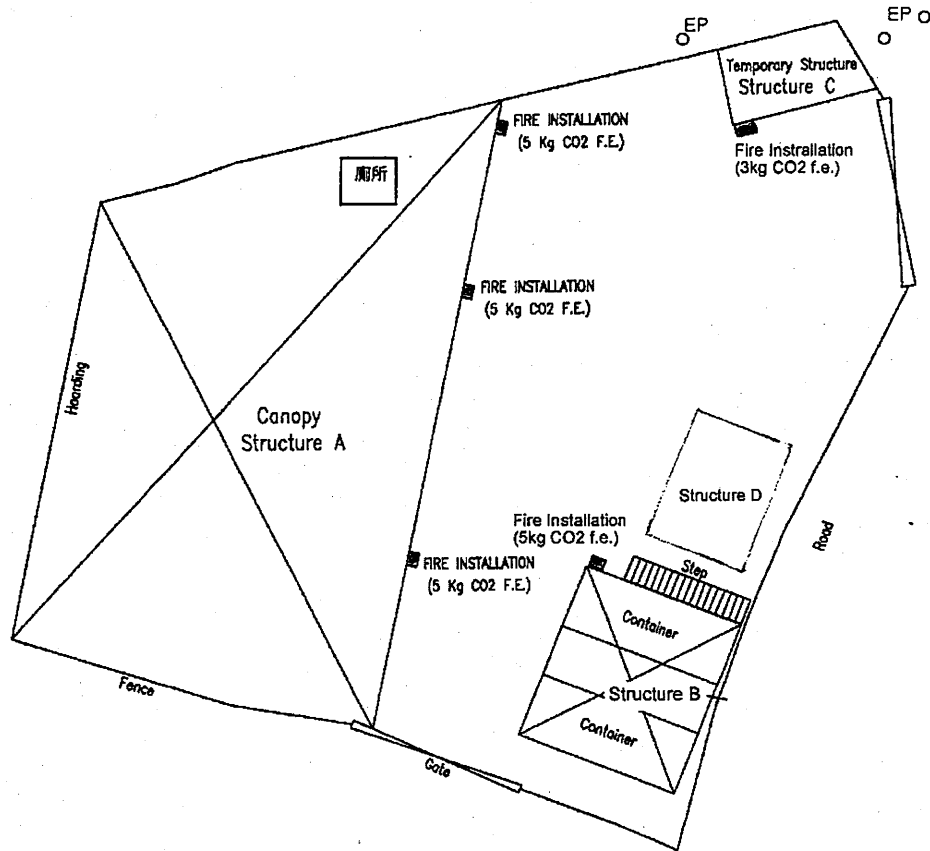 EP
EP
Temporary Structure
Structure C
FIRE INSTALLATION
(5 Kg CO2 F.E.)
Fire Instrallation
(3kg CO2 f.e.)
廁所
FIRE INSTALLATION
(5 Kg CO2 F.E.)
Hoarding
Canopy
Structure A
Structure D
Road
Fire Installation
(5kg CO2 f.e.)
FIRE INSTALLATION
(5 Kg CO2 F.E.)
Step
Container
Structure B
Container
Fence
Gate